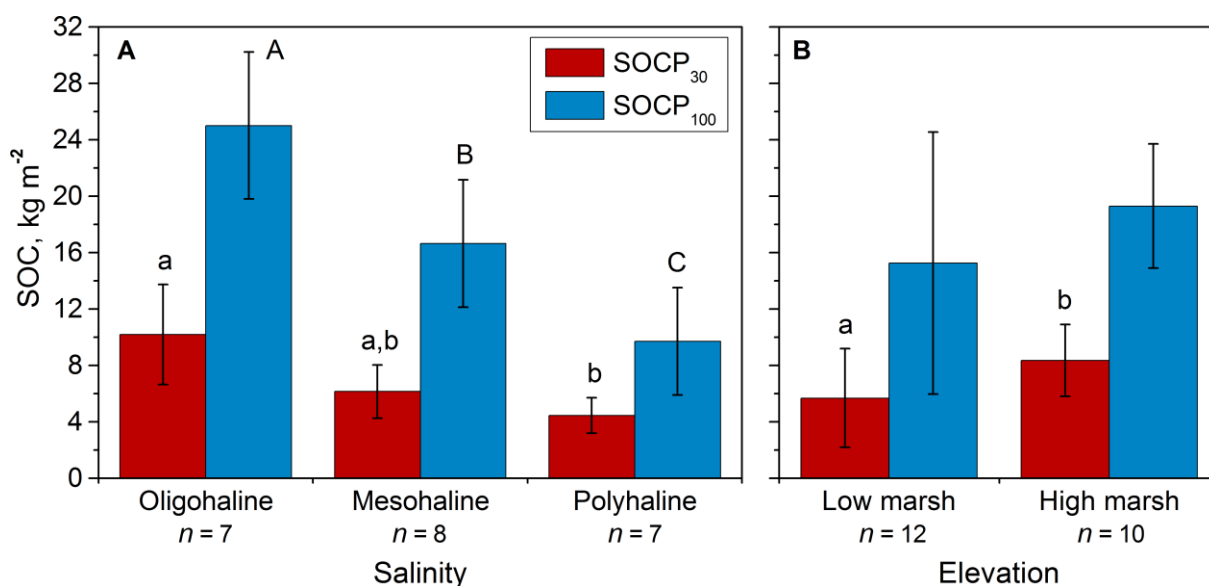 32
28
24
20
16
12
8
4
0
SOC, kg m⁻²
A
A
B
C
a
a,b
b
SOCP₃₀
SOCP₁₀₀
Oligohaline
n = 7
Mesohaline
n = 8
Polyhaline
n = 7
Salinity
B
a
b
Low marsh
n = 12
High marsh
n = 10
Elevation